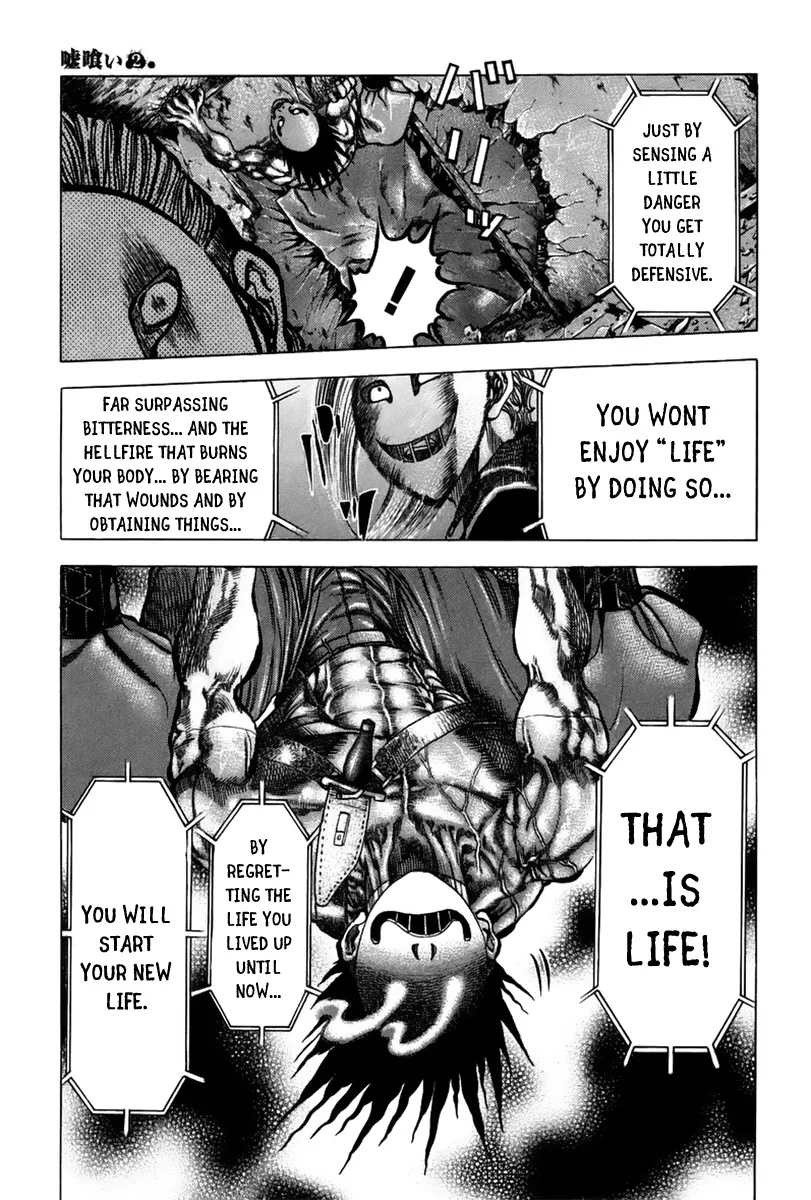 嘘喰い2。
JUST BY
SENSING A
LITTLE
DANGER
YOU GET
TOTALLY
DEFENSIVE.
!
YOU WONT
ENJOY "LIFE"
BY DOING SO...
FAR SURPASSING
BITTERNESS... AND THE
HELLFIRE THAT BURNS
YOUR BODY... BY BEARING
THAT WOUNDS AND BY
OBTAINING THINGS...
THAT
...IS
LIFE!
BY
REGRET-
TING THE
LIFE YOU
LIVED UP
UNTIL
NOW...
YOU WILL
START
YOUR NEW
LIFE.